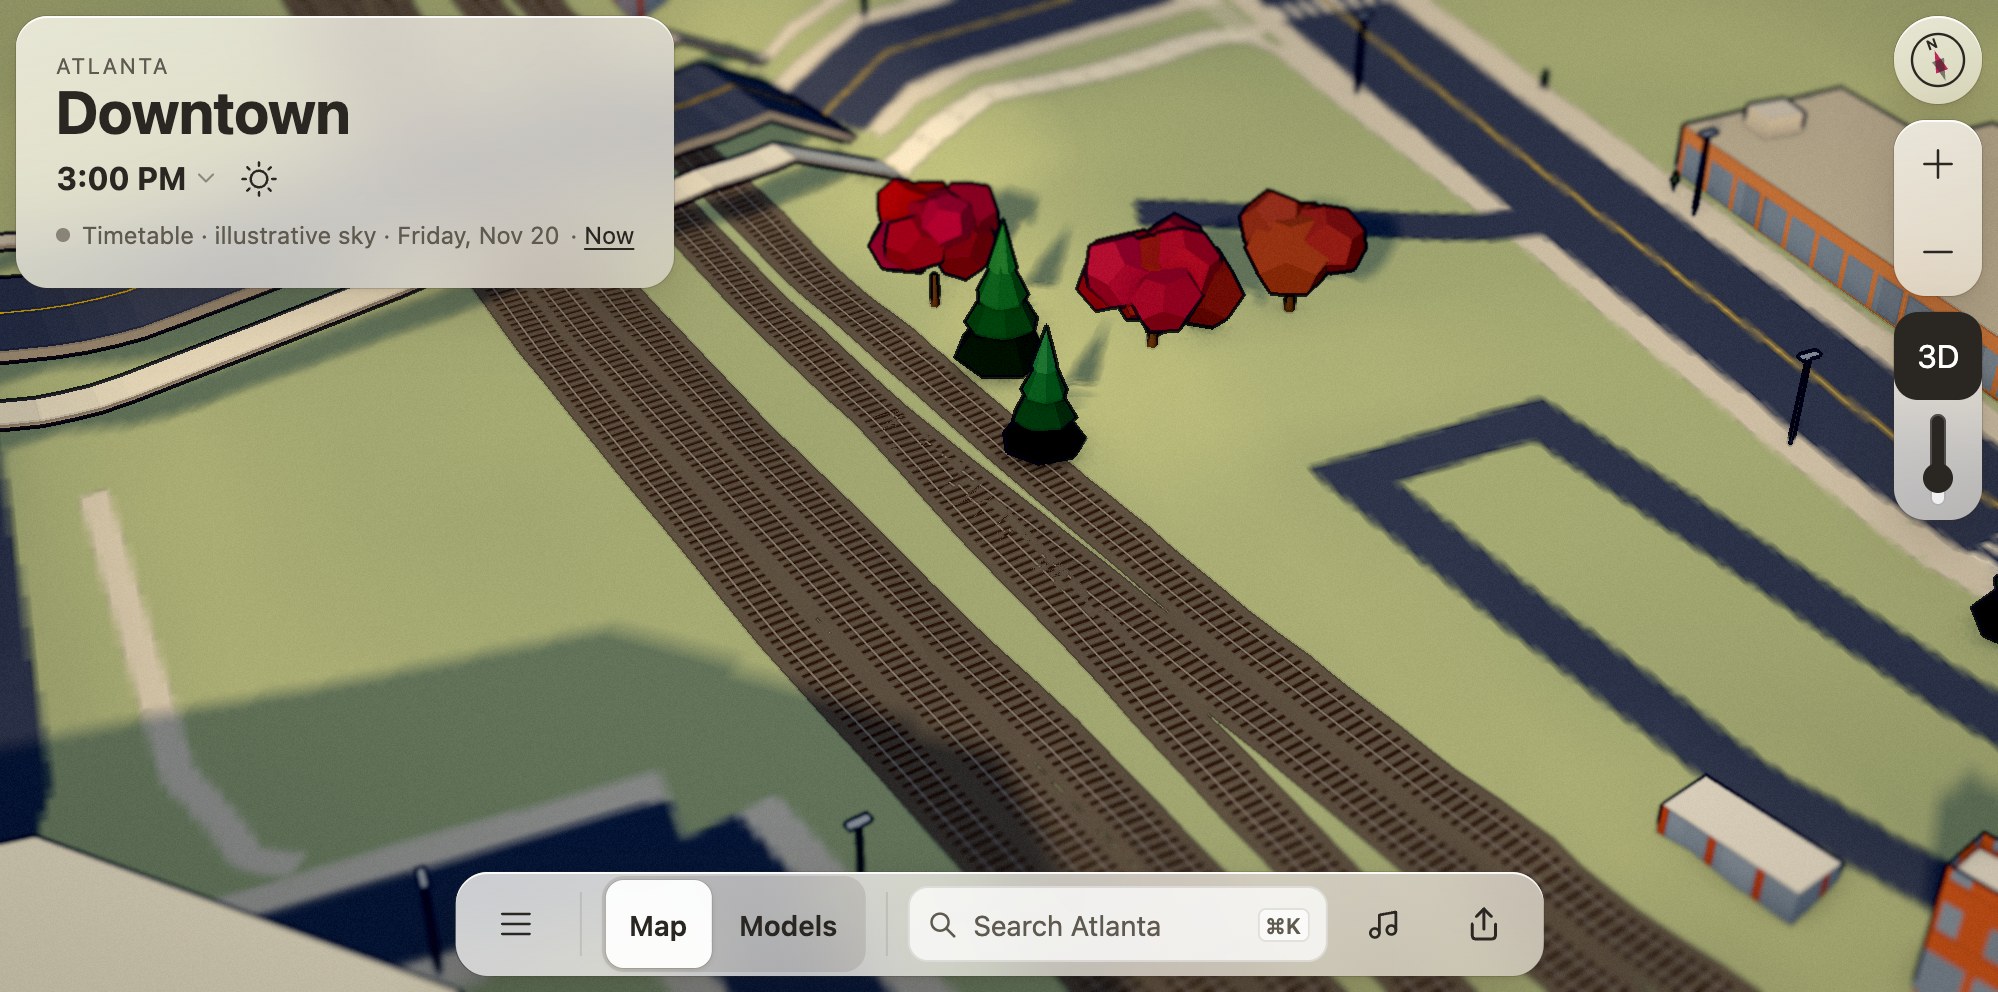 ATLANTA
Downtown
3:00 PM
Timetable · illustrative sky · Friday, Nov 20 · Now
N
3D
Map
Models
Search Atlanta
⌘K